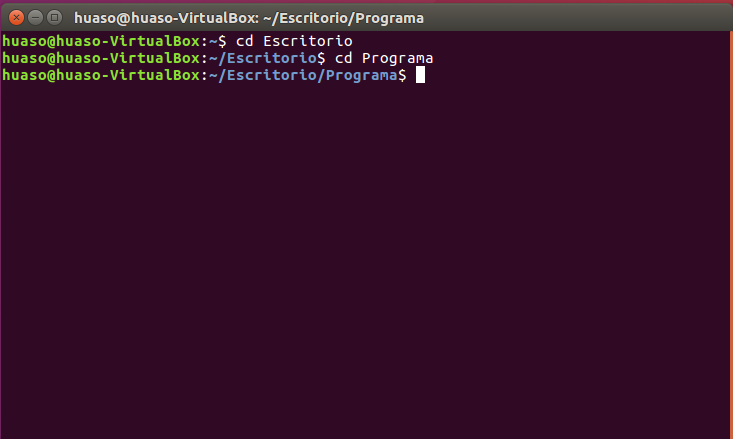 huaso@huaso-VirtualBox: ~/Escritorio/Programa
huaso@huaso-VirtualBox:~$ cd Escritorio
huaso@huaso-VirtualBox:~/Escritorio$ cd Programa
huaso@huaso-VirtualBox:~/Escritorio/Programa$